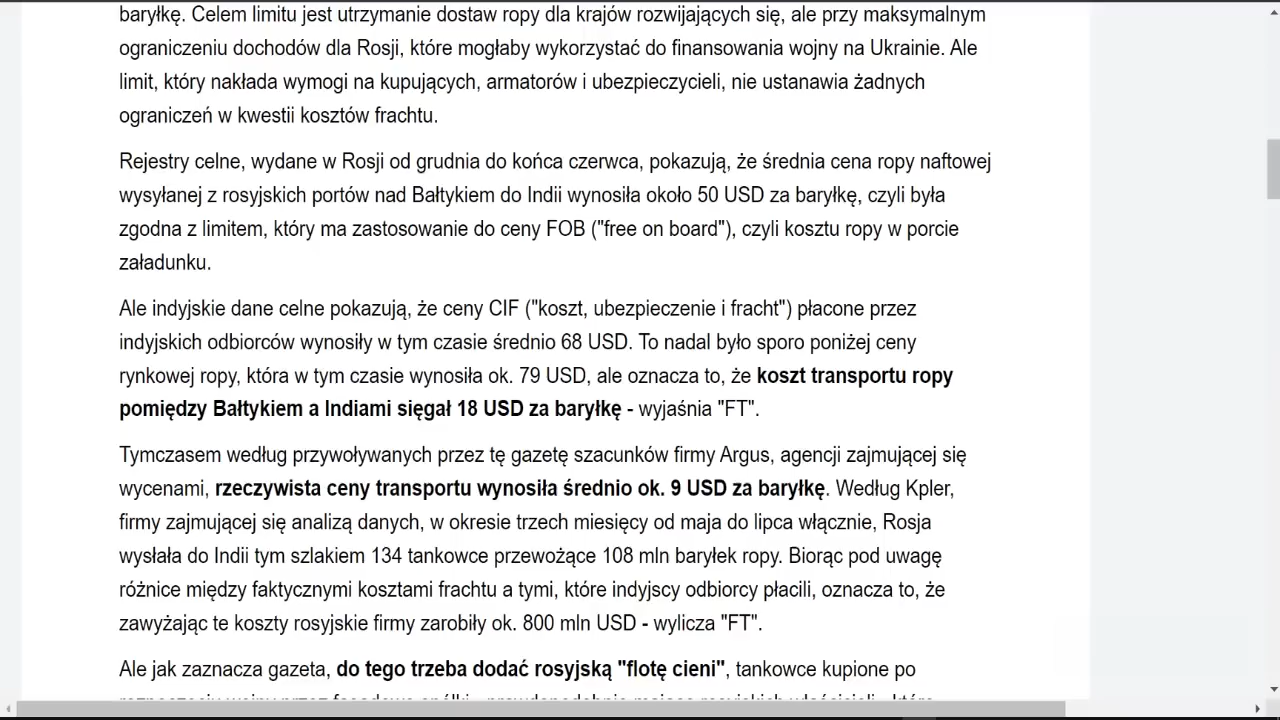 baryłkę. Celem limitu jest utrzymanie dostaw ropy dla krajów rozwijających się, ale przy maksymalnym
ograniczeniu dochodów dla Rosji, które mogłaby wykorzystać do finansowania wojny na Ukrainie. Ale
limit, który nakłada wymogi na kupujących, armatorów i ubezpieczycieli, nie ustanawia żadnych
ograniczeń w kwestii kosztów frachtu.
Rejestry celne, wydane w Rosji od grudnia do końca czerwca, pokazują, że średnia cena ropy naftowej
wysyłanej z rosyjskich portów nad Bałtykiem do Indii wynosiła około 50 USD za baryłkę, czyli była
zgodna z limitem, który ma zastosowanie do ceny FOB ("free on board"), czyli kosztu ropy w porcie
załadunku.
Ale indyjskie dane celne pokazują, że ceny CIF ("koszt, ubezpieczenie i fracht") płacone przez
indyjskich odbiorców wynosiły w tym czasie średnio 68 USD. To nadal było sporo poniżej ceny
rynkowej ropy, która w tym czasie wynosiła ok. 79 USD, ale oznacza to, że koszt transportu ropy
pomiędzy Bałtykiem a Indiami sięgał 18 USD za baryłkę - wyjaśnia "FT".
Tymczasem według przywoływanych przez tę gazetę szacunków firmy Argus, agencji zajmującej się
wycenami, rzeczywista ceny transportu wynosiła średnio ok. 9 USD za baryłkę. Według Kpler,
firmy zajmującej się analizą danych, w okresie trzech miesięcy od maja do lipca włącznie, Rosja
wysłała do Indii tym szlakiem 134 tankowce przewożące 108 mln baryłek ropy. Biorąc pod uwagę
różnice między faktycznymi kosztami frachtu a tymi, które indyjscy odbiorcy płacili, oznacza to, że
zawyżając te koszty rosyjskie firmy zarobiły ok. 800 mln USD - wylicza "FT".
Ale jak zaznacza gazeta, do tego trzeba dodać rosyjską "flotę cieni", tankowce kupione po